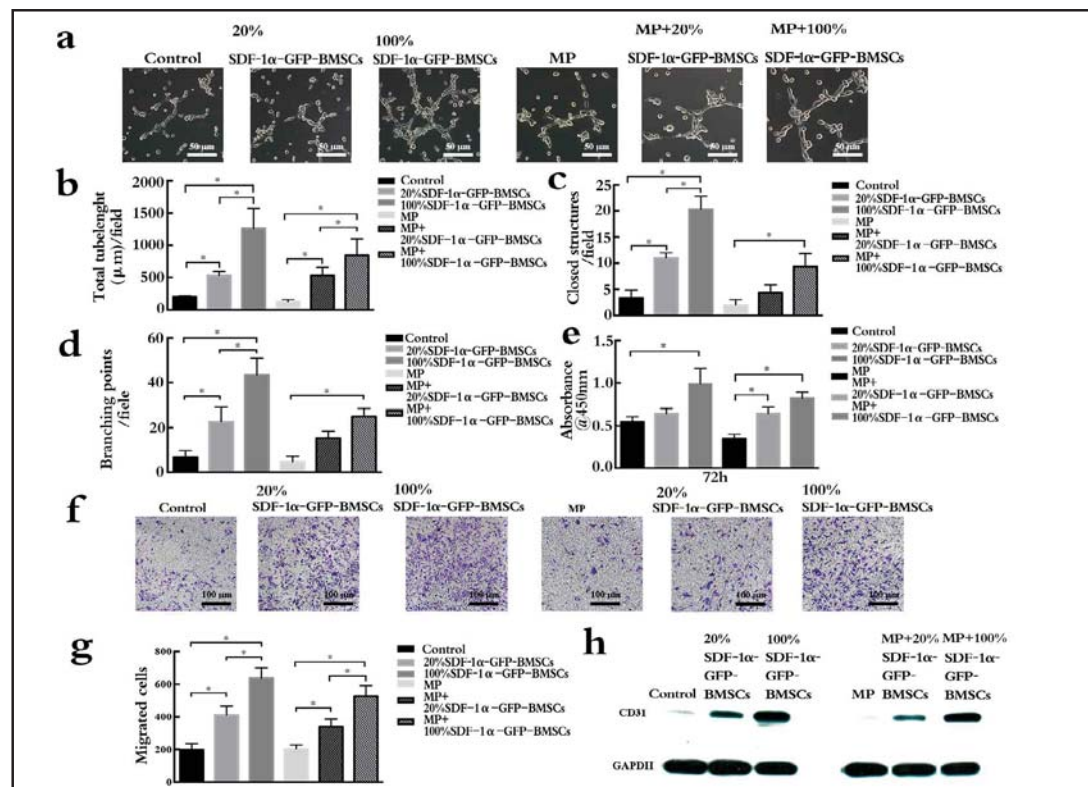 a
20%
100%
MP+20%
MP+100%
Control
SDF-1α-GFP-BMSCs
SDF-1α-GFP-BMSCs
MP
SDF-1α-GFP-BMSCs
SDF-1α-GFP-BMSCs
50 μm
50 μm
50 μm
50 μm
50 μm
50 μm
b
Total tubelenght
(μm)/field
2000
1500
1000
500
0
* * * * * *
Control
20%SDF-1α-GFP-BMSCs
100%SDF-1α-GFP-BMSCs
MP
MP+
20%SDF-1α-GFP-BMSCs
MP+
100%SDF-1α-GFP-BMSCs
c
Closed structures
/field
25
20
15
10
5
0
* * * *
Control
20%SDF-1α-GFP-BMSCs
100%SDF-1α-GFP-BMSCs
MP
MP+
20%SDF-1α-GFP-BMSCs
MP+
100%SDF-1α-GFP-BMSCs
d
Branching points
/fiele
60
40
20
0
* * * *
Control
20%SDF-1α-GFP-BMSCs
100%SDF-1α-GFP-BMSCs
MP
MP+
20%SDF-1α-GFP-BMSCs
MP+
100%SDF-1α-GFP-BMSCs
e
Absorbance
@450nm
1.5
1.0
0.5
0.0
* * *
72h
Control
20%SDF-1α-GFP-BMSCs
100%SDF-1α-GFP-BMSCs
MP
MP+
20%SDF-1α-GFP-BMSCs
MP+
100%SDF-1α-GFP-BMSCs
f
Control
20%
SDF-1α-GFP-BMSCs
100%
SDF-1α-GFP-BMSCs
MP
20%
SDF-1α-GFP-BMSCs
100%
SDF-1α-GFP-BMSCs
100 μm
100 μm
100 μm
100 μm
100 μm
100 μm
g
Migrated cells
800
600
400
200
0
* * * * * *
Control
20%SDF-1α-GFP-BMSCs
100%SDF-1α-GFP-BMSCs
MP
MP+
20%SDF-1α-GFP-BMSCs
MP+
100%SDF-1α-GFP-BMSCs
h
Control
20%
SDF-1α-
GFP-
BMSCs
100%
SDF-1α-
GFP-
BMSCs
MP
MP+20%
SDF-1α-
GFP-
BMSCs
MP+100%
SDF-1α-
GFP-
BMSCs
CD31
GAPDH